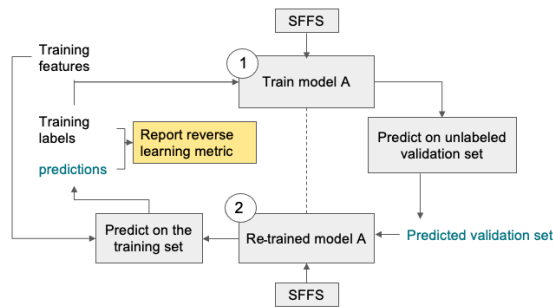 SFFS
Training
features
1
Train model A
Training
labels
Report reverse
learning metric
Predict on unlabeled
validation set
predictions
2
Predict on the
training set
Re-trained model A
Predicted validation set
SFFS